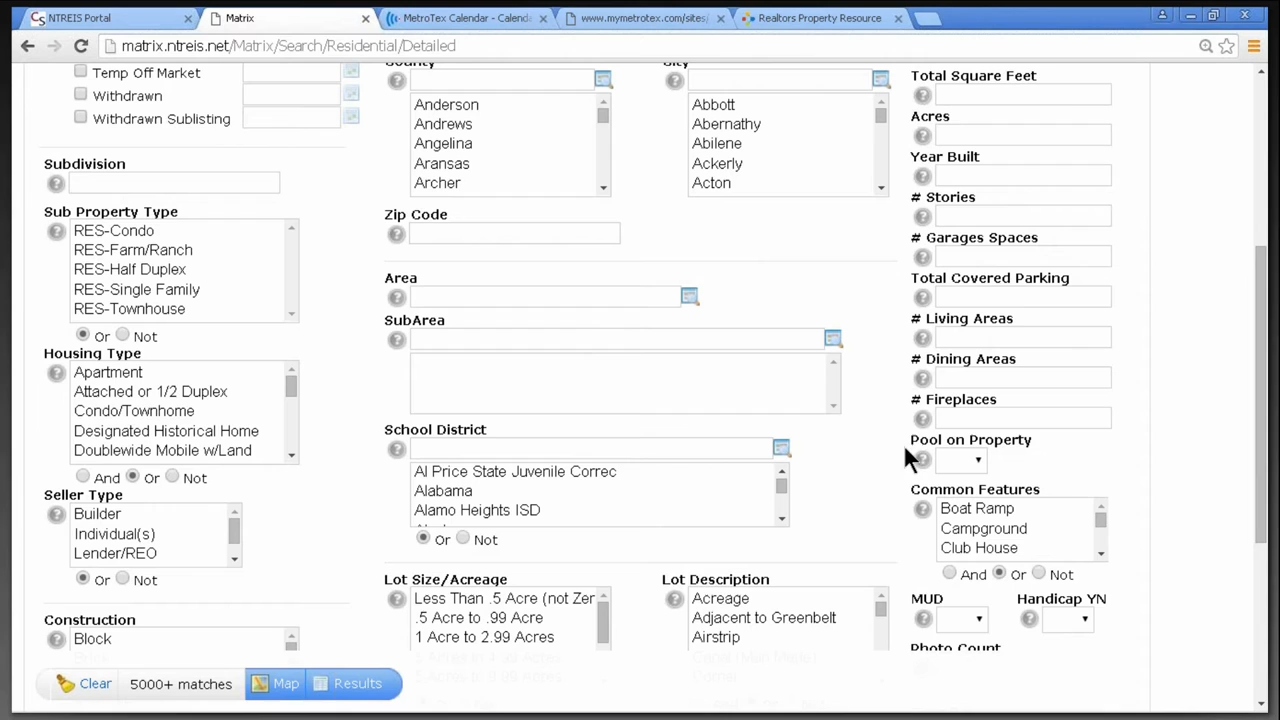 NTREIS Portal
Matrix
MetroTex Calendar - Calenda
www.mymetrotex.com/sites/
Realtors Property Resource
matrix.ntreis.net/Matrix/Search/Residential/Detailed
Temp Off Market
Withdrawn
Withdrawn Sublisting
Subdivision
Sub Property Type
RES-Condo
RES-Farm/Ranch
RES-Half Duplex
RES-Single Family
RES-Townhouse
Or Not
Housing Type
Apartment
Attached or 1/2 Duplex
Condo/Townhome
Designated Historical Home
Doublewide Mobile w/Land
And Or Not
Seller Type
Builder
Individual(s)
Lender/REO
Or Not
Construction
Block
County
Anderson
Andrews
Angelina
Aransas
Archer
City
Abbott
Abernathy
Abilene
Ackerly
Acton
Zip Code
Area
SubArea
School District
Al Price State Juvenile Correc
Alabama
Alamo Heights ISD
Or Not
Lot Size/Acreage
Less Than .5 Acre (not Zer
.5 Acre to .99 Acre
1 Acre to 2.99 Acres
Lot Description
Acreage
Adjacent to Greenbelt
Airstrip
Total Square Feet
Acres
Year Built
# Stories
# Garages Spaces
Total Covered Parking
# Living Areas
# Dining Areas
# Fireplaces
Pool on Property
Common Features
Boat Ramp
Campground
Club House
And Or Not
MUD
Handicap YN
Photo Count
Clear
5000+ matches
Map
Results